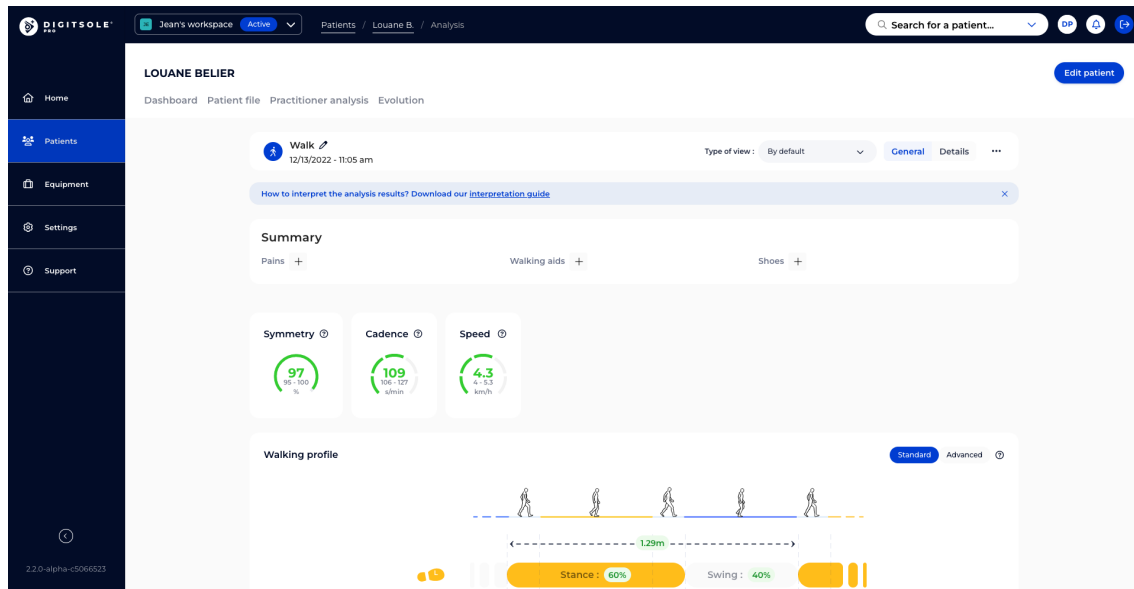 DIGITSOLE®
PRO
Jean's workspace Active
Patients / Louane B. / Analysis
Search for a patient...
DP
LOUANE BELIER
Edit patient
Dashboard Patient file Practitioner analysis Evolution
Home
Patients
Equipment
Settings
Support
2.2.0-alpha-c5066523
Walk
12/13/2022 - 11:05 am
Type of view : By default
General Details ...
How to interpret the analysis results? Download our interpretation guide
Summary
Pains +
Walking aids +
Shoes +
Symmetry
97
95 - 100
%
Cadence
109
106 - 127
s/min
Speed
4.3
4 - 5.3
km/h
Walking profile
Standard Advanced
1.29m
Stance : 60%
Swing : 40%